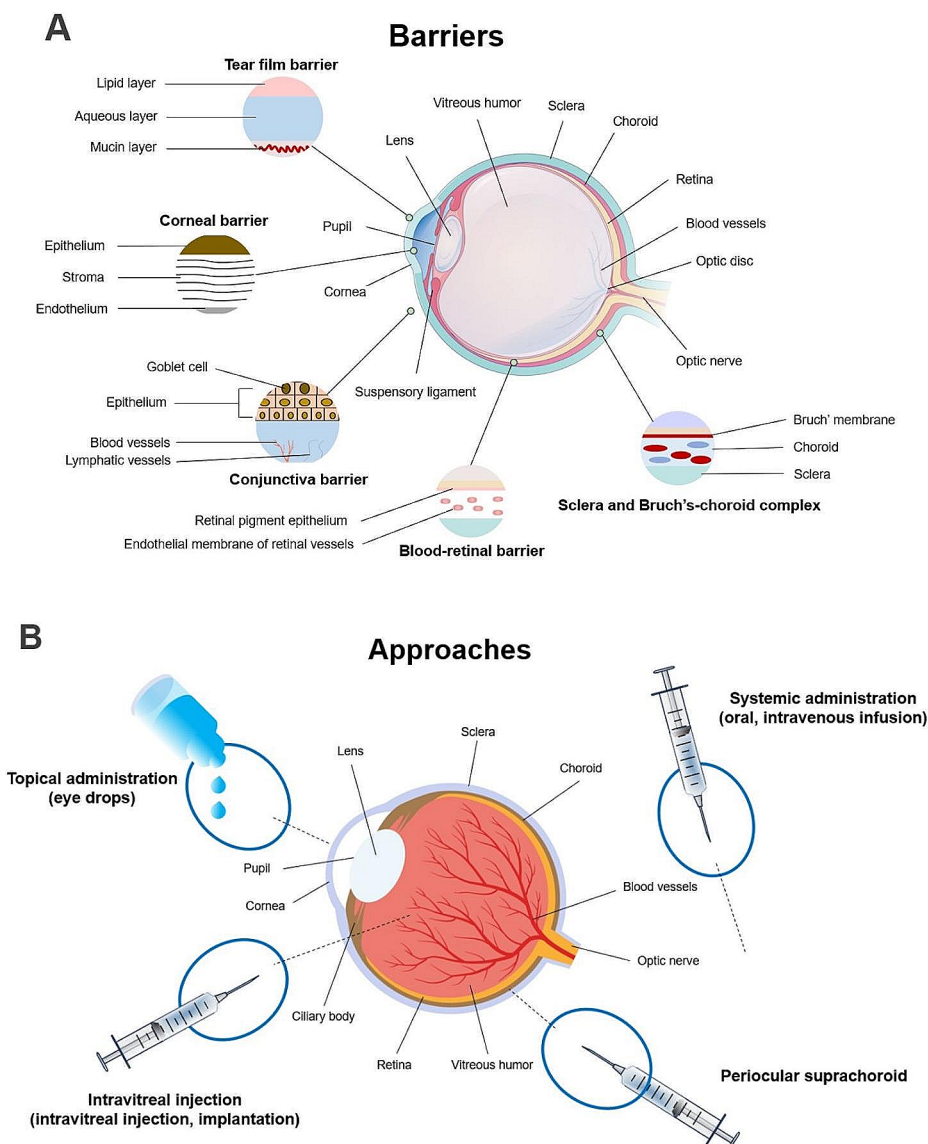 A
Barriers
Tear film barrier
Lipid layer
Aqueous layer
Mucin layer
Vitreous humor
Sclera
Choroid
Lens
Retina
Corneal barrier
Pupil
Blood vessels
Epithelium
Optic disc
Stroma
Cornea
Endothelium
Optic nerve
Goblet cell
Suspensory ligament
Epithelium
Bruch' membrane
Blood vessels
Choroid
Lymphatic vessels
Sclera
Conjunctiva barrier
Sclera and Bruch's-choroid complex
Retinal pigment epithelium
Endothelial membrane of retinal vessels
Blood-retinal barrier
B
Approaches
Systemic administration
(oral, intravenous infusion)
Sclera
Lens
Choroid
Topical administration
(eye drops)
Pupil
Blood vessels
Cornea
Optic nerve
Ciliary body
Retina
Vitreous humor
Periocular suprachoroid
Intravitreal injection
(intravitreal injection, implantation)